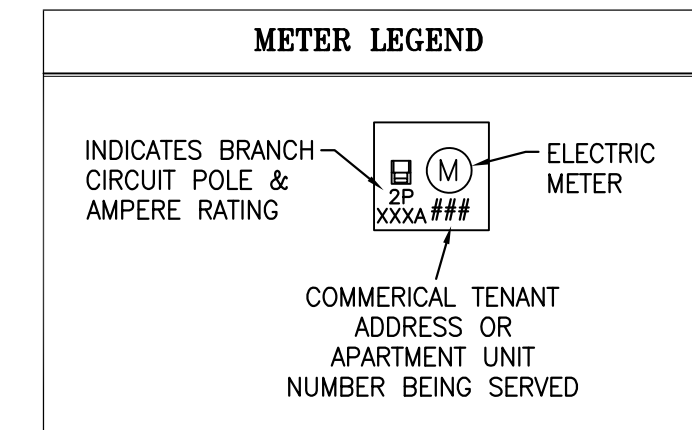 METER LEGEND
INDICATES BRANCH
CIRCUIT POLE &
AMPERE RATING
M
2P
XXXA ###
ELECTRIC
METER
COMMERICAL TENANT
ADDRESS OR
APARTMENT UNIT
NUMBER BEING SERVED